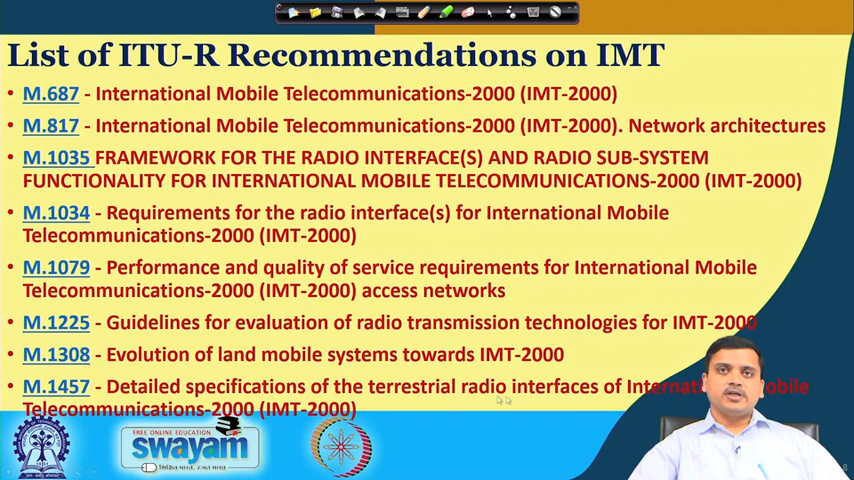 List of ITU-R Recommendations on IMT
• M.687 - International Mobile Telecommunications-2000 (IMT-2000)
• M.817 - International Mobile Telecommunications-2000 (IMT-2000). Network architectures
• M.1035 FRAMEWORK FOR THE RADIO INTERFACE(S) AND RADIO SUB-SYSTEM
FUNCTIONALITY FOR INTERNATIONAL MOBILE TELECOMMUNICATIONS-2000 (IMT-2000)
• M.1034 - Requirements for the radio interface(s) for International Mobile
Telecommunications-2000 (IMT-2000)
• M.1079 - Performance and quality of service requirements for International Mobile
Telecommunications-2000 (IMT-2000) access networks
• M.1225 - Guidelines for evaluation of radio transmission technologies for IMT-2000
• M.1308 - Evolution of land mobile systems towards IMT-2000
• M.1457 - Detailed specifications of the terrestrial radio interfaces of
Telecommunications-2000 (IMT-2000)
FREE ONLINE EDUCATION
swayam
8